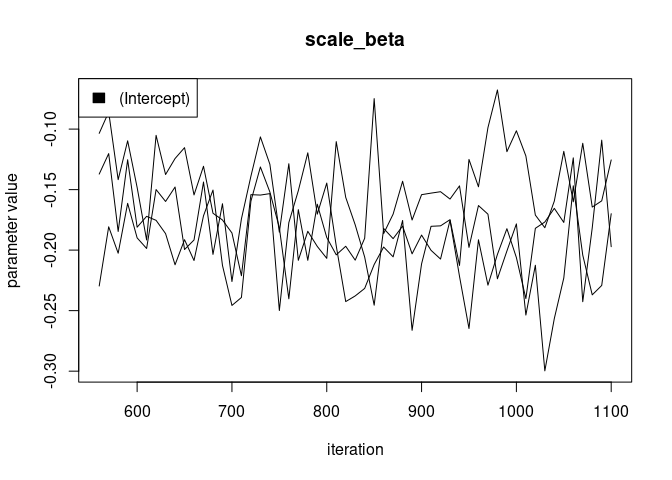 scale_beta
(Intercept)
-0.10
-0.15
-0.20
-0.25
-0.30
parameter value
600 700 800 900 1000 1100
iteration